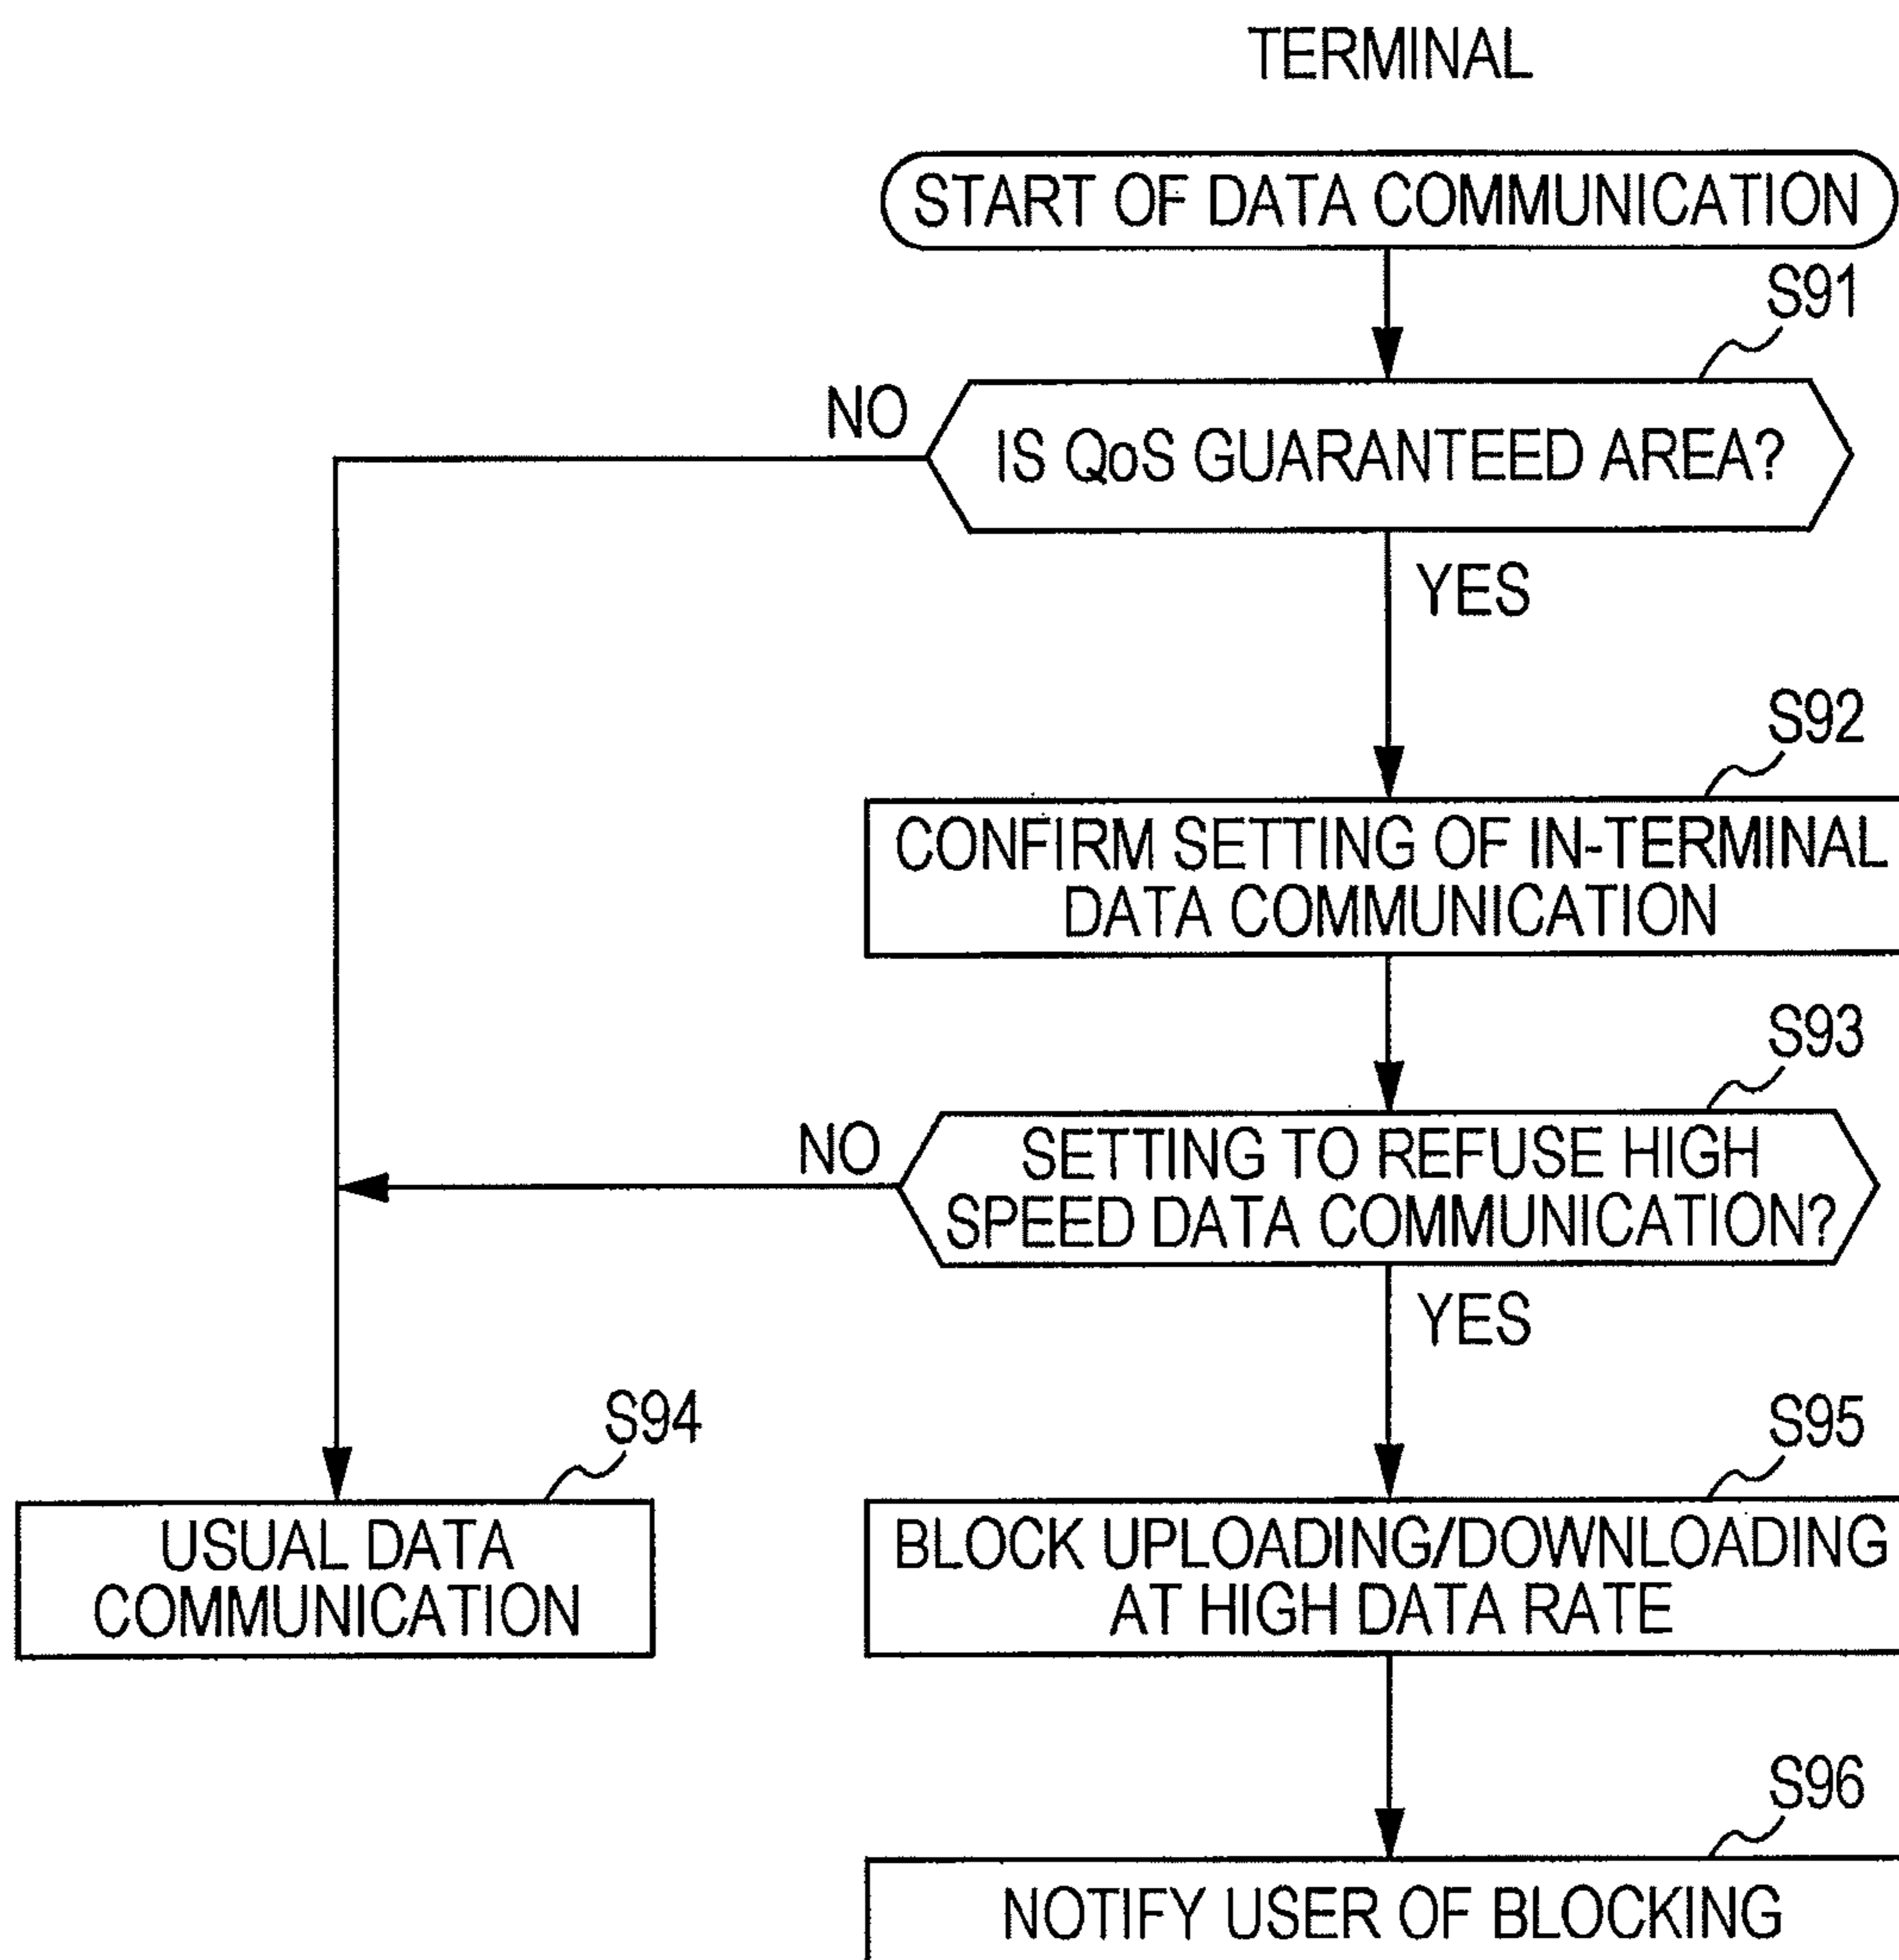 TERMINAL
START OF DATA COMMUNICATION
S91
NO
IS QoS GUARANTEED AREA?
YES
S92
CONFIRM SETTING OF IN-TERMINAL
DATA COMMUNICATION
S93
NO
SETTING TO REFUSE HIGH
SPEED DATA COMMUNICATION?
YES
S94
USUAL DATA
COMMUNICATION
S95
BLOCK UPLOADING/DOWNLOADING
AT HIGH DATA RATE
S96
NOTIFY USER OF BLOCKING